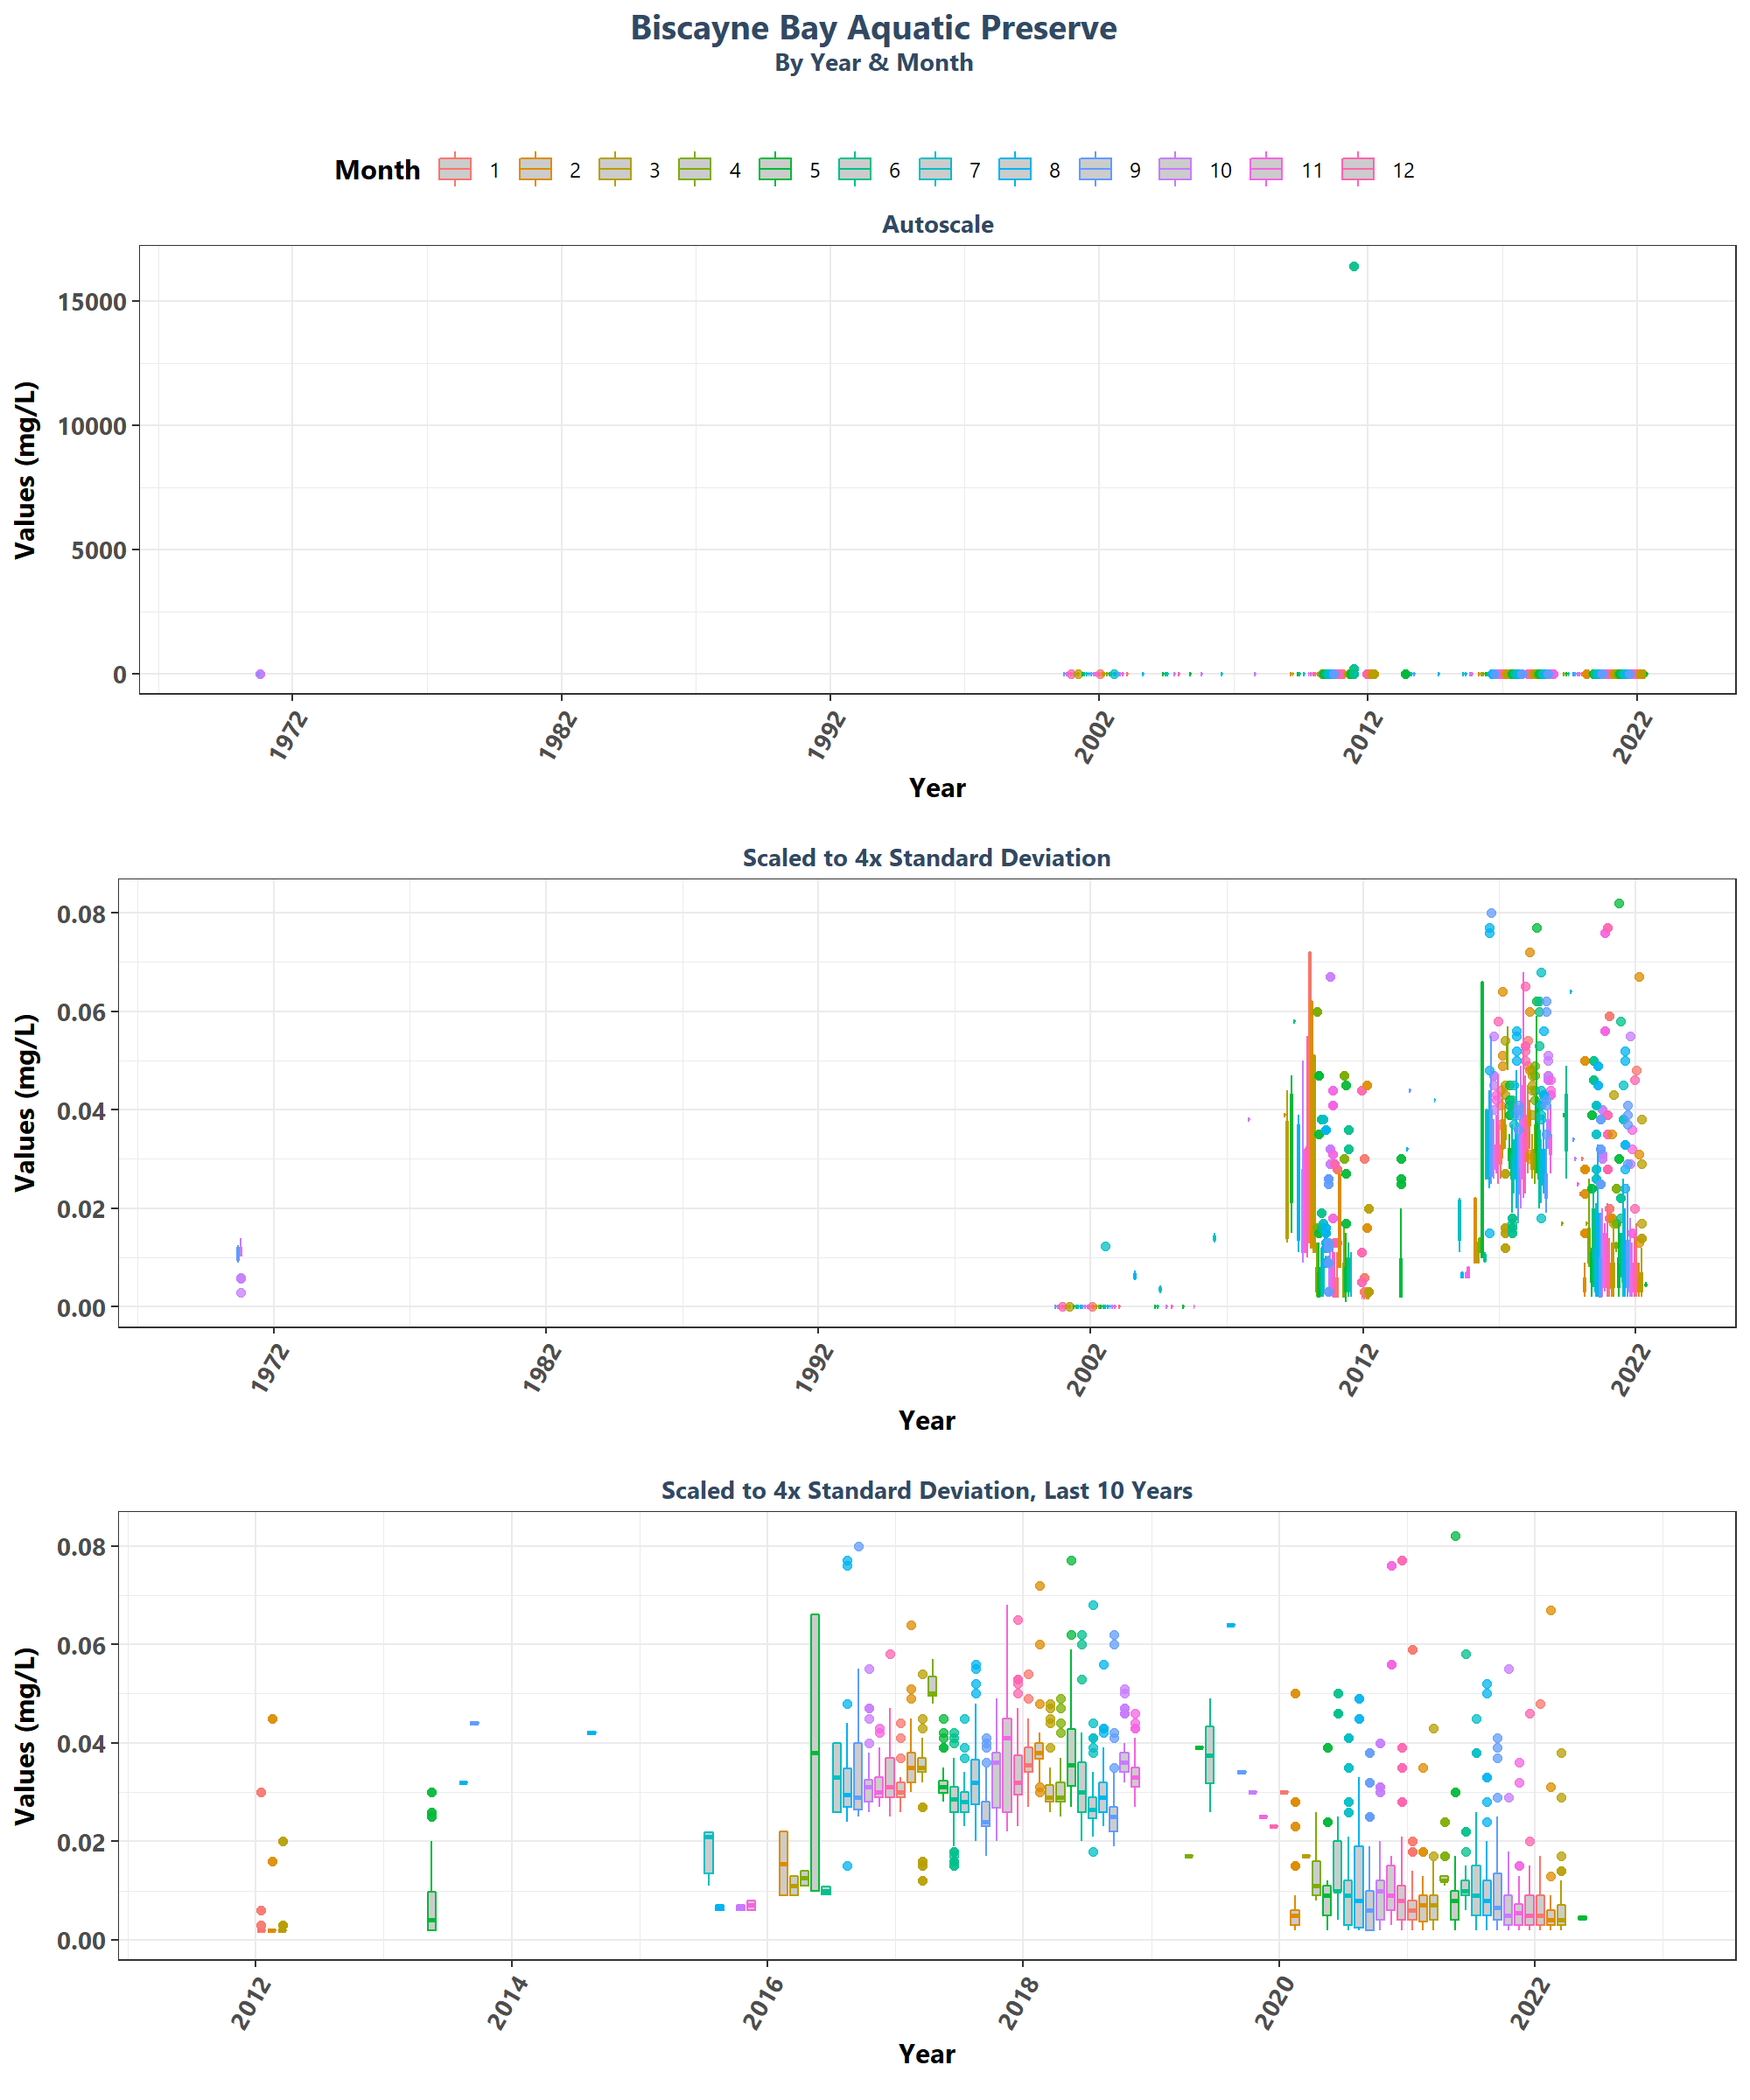 Biscayne Bay Aquatic Preserve
By Year & Month
Month 1 2 3 4 5 6 7 8 9 10 11 12
Autoscale
Values (mg/L)
15000
10000
5000
0
1972 1982 1992 2002 2012 2022
Year
Scaled to 4x Standard Deviation
Values (mg/L)
0.08
0.06
0.04
0.02
0.00
1972 1982 1992 2002 2012 2022
Year
Scaled to 4x Standard Deviation, Last 10 Years
Values (mg/L)
0.08
0.06
0.04
0.02
0.00
2012 2014 2016 2018 2020 2022
Year